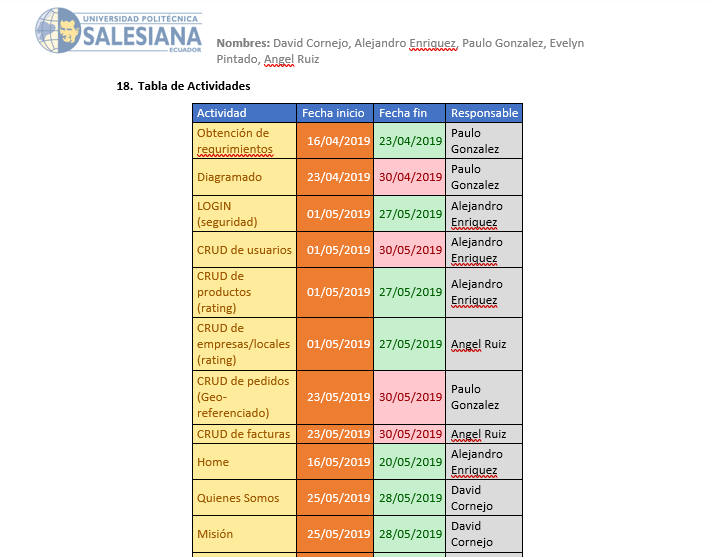 UNIVERSIDAD POLITÉCNICA
SALESIANA
ECUADOR
Nombres: David Cornejo, Alejandro Enriquez, Paulo Gonzalez, Evelyn
Pintado, Angel Ruiz
18. Tabla de Actividades
Actividad Fecha inicio Fecha fin Responsable
Obtención de
requrimientos 16/04/2019 23/04/2019 Paulo
Gonzalez
Diagramado 23/04/2019 30/04/2019 Paulo
Gonzalez
LOGIN
(seguridad) 01/05/2019 27/05/2019 Alejandro
Enriquez
CRUD de usuarios 01/05/2019 30/05/2019 Alejandro
Enriquez
CRUD de
productos
(rating) 01/05/2019 27/05/2019 Alejandro
Enriquez
CRUD de
empresas/locales
(rating) 01/05/2019 27/05/2019 Angel Ruiz
CRUD de pedidos
(Geo-
referenciado) 23/05/2019 30/05/2019 Paulo
Gonzalez
CRUD de facturas 23/05/2019 30/05/2019 Angel Ruiz
Home 16/05/2019 20/05/2019 Alejandro
Enriquez
Quienes Somos 25/05/2019 28/05/2019 David
Cornejo
Misión 25/05/2019 28/05/2019 David
Cornejo